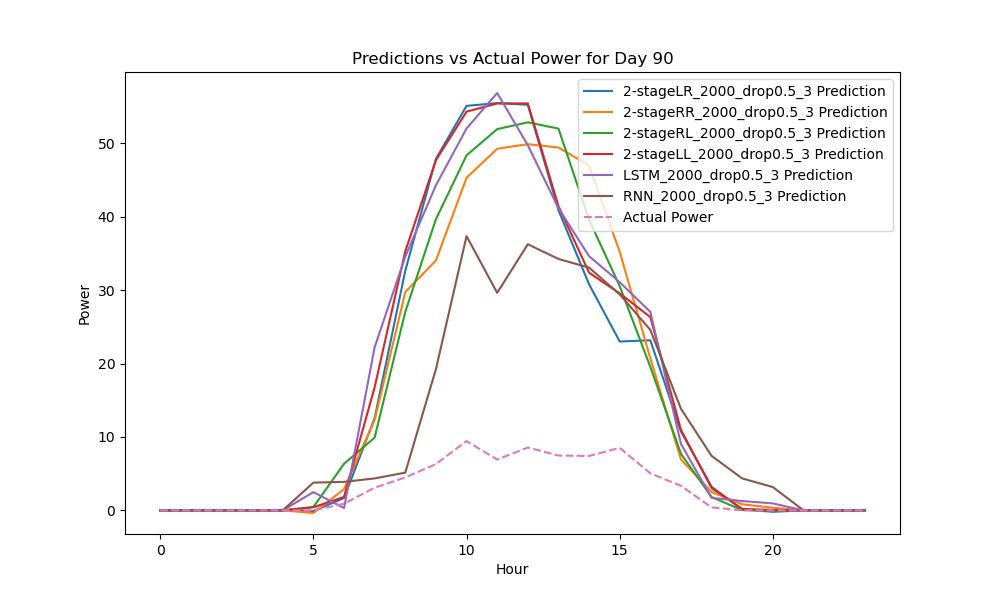 Predictions vs Actual Power for Day 90
2-stageLR_2000_drop0.5_3 Prediction
2-stageRR_2000_drop0.5_3 Prediction
2-stageRL_2000_drop0.5_3 Prediction
2-stageLL_2000_drop0.5_3 Prediction
LSTM_2000_drop0.5_3 Prediction
RNN_2000_drop0.5_3 Prediction
Actual Power
Power
50
40
30
20
10
0
0 5 10 15 20
Hour